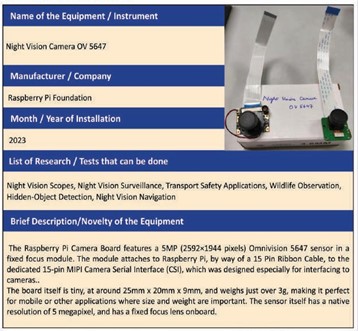 Name of the Equipment / Instrument
Night Vision Camera OV 5647
Night Vision Camera
OV 5647
Manufacturer / Company
Raspberry Pi Foundation
Month / Year of Installation
2023
List of Research / Tests that can be done
Night Vision Scopes, Night Vision Surveillance, Transport Safety Applications, Wildlife Observation,
Hidden-Object Detection, Night Vision Navigation
Brief Description/Novelty of the Equipment
The Raspberry Pi Camera Board features a 5MP (2592×1944 pixels) Omnivision 5647 sensor in a
fixed focus module. The module attaches to Raspberry Pi, by way of a 15 Pin Ribbon Cable, to the
dedicated 15-pin MIPI Camera Serial Interface (CSI), which was designed especially for interfacing to
cameras..
The board itself is tiny, at around 25mm x 20mm x 9mm, and weighs just over 3g, making it perfect
for mobile or other applications where size and weight are important. The sensor itself has a native
resolution of 5 megapixel, and has a fixed focus lens onboard.